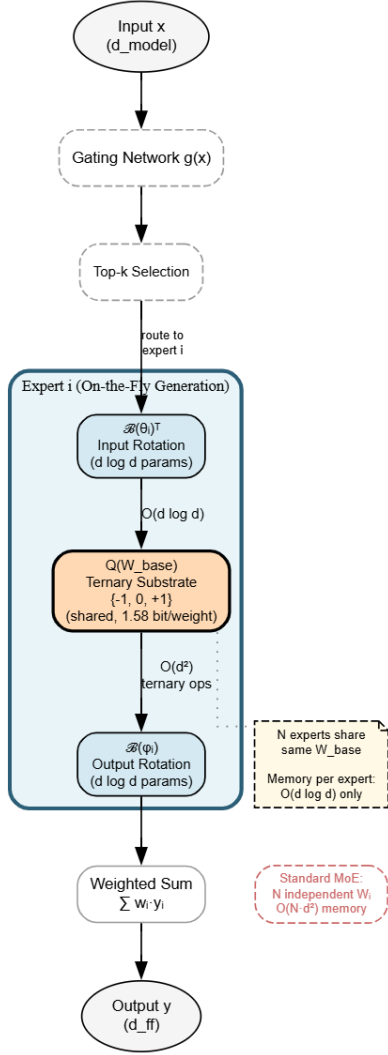 Input x
(d_model)
Gating Network g(x)
Top-k Selection
route to
expert i
Expert i (On-the-Fly Generation)
ℬ(θᵢ)ᵀ
Input Rotation
(d log d params)
O(d log d)
Q(W_base)
Ternary Substrate
{-1, 0, +1}
(shared, 1.58 bit/weight)
O(d²)
ternary ops
ℬ(φᵢ)
Output Rotation
(d log d params)
N experts share
same W_base
Memory per expert:
O(d log d) only
Weighted Sum
∑ wᵢ·yᵢ
Standard MoE:
N independent Wᵢ
O(N·d²) memory
Output y
(d_ff)